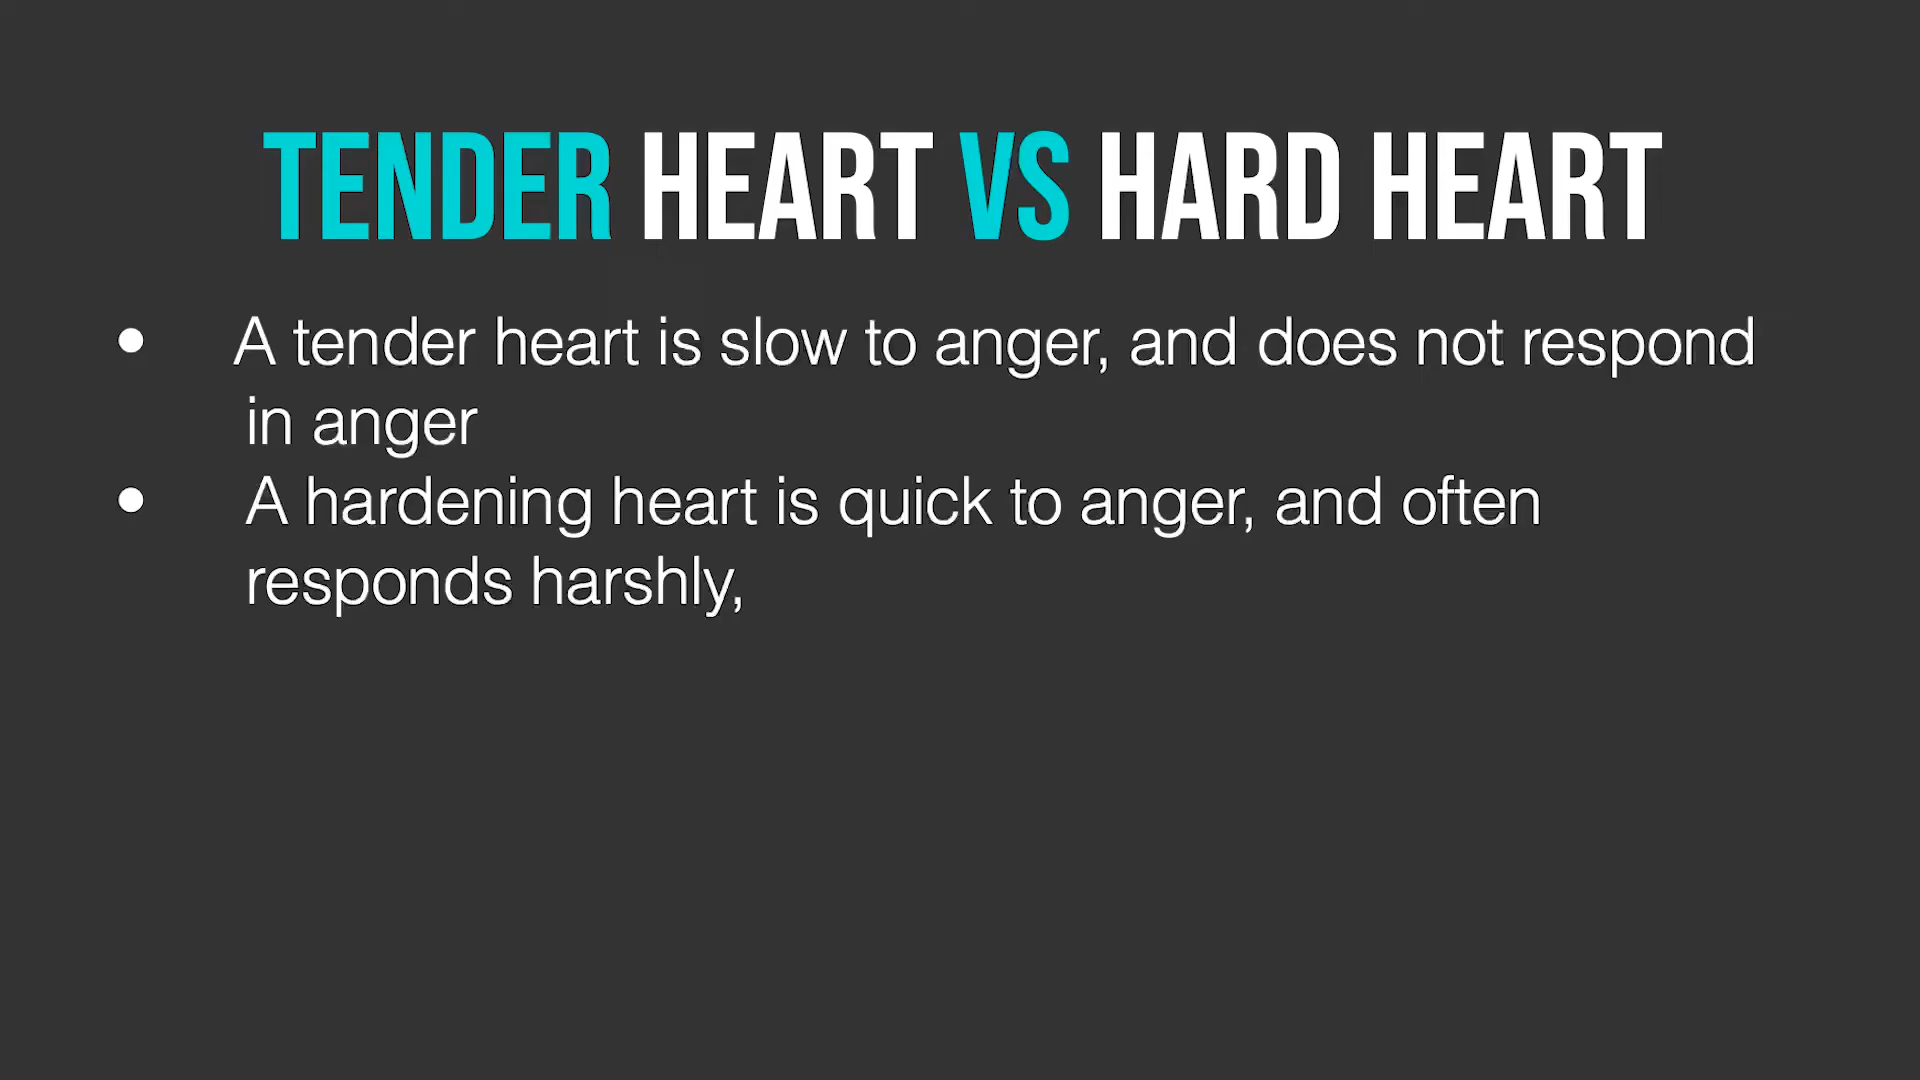 TENDER HEART VS HARD HEART
• A tender heart is slow to anger, and does not respond
in anger
• A hardening heart is quick to anger, and often
responds harshly,